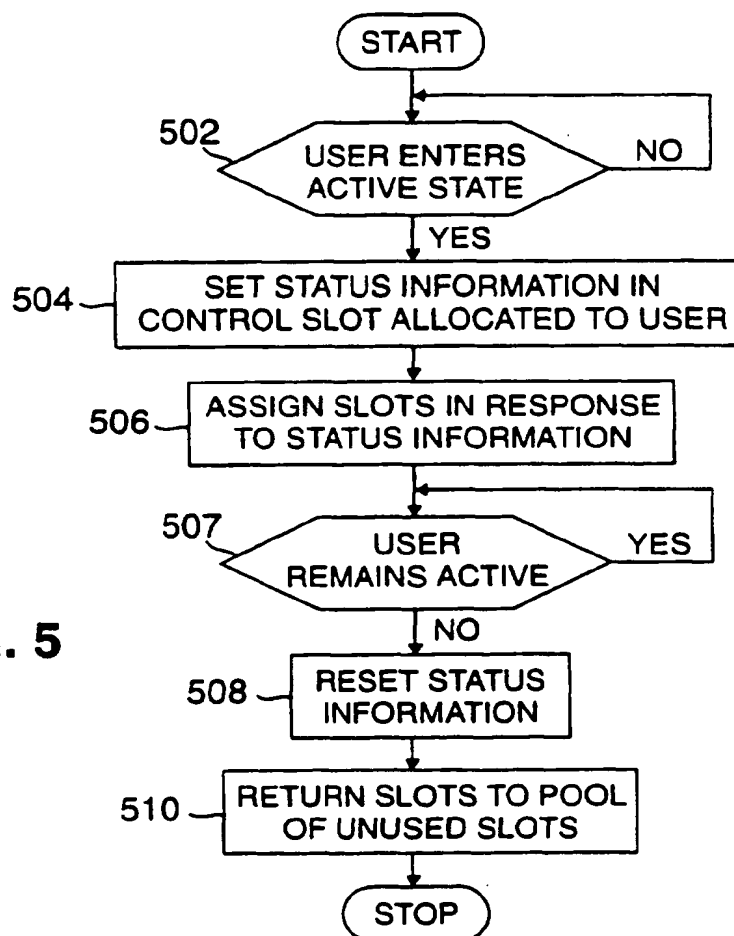 START
502
USER ENTERS
ACTIVE STATE
NO
YES
504
SET STATUS INFORMATION IN
CONTROL SLOT ALLOCATED TO USER
506
ASSIGN SLOTS IN RESPONSE
TO STATUS INFORMATION
507
USER
REMAINS ACTIVE
YES
NO
. 5
508
RESET STATUS
INFORMATION
510
RETURN SLOTS TO POOL
OF UNUSED SLOTS
STOP